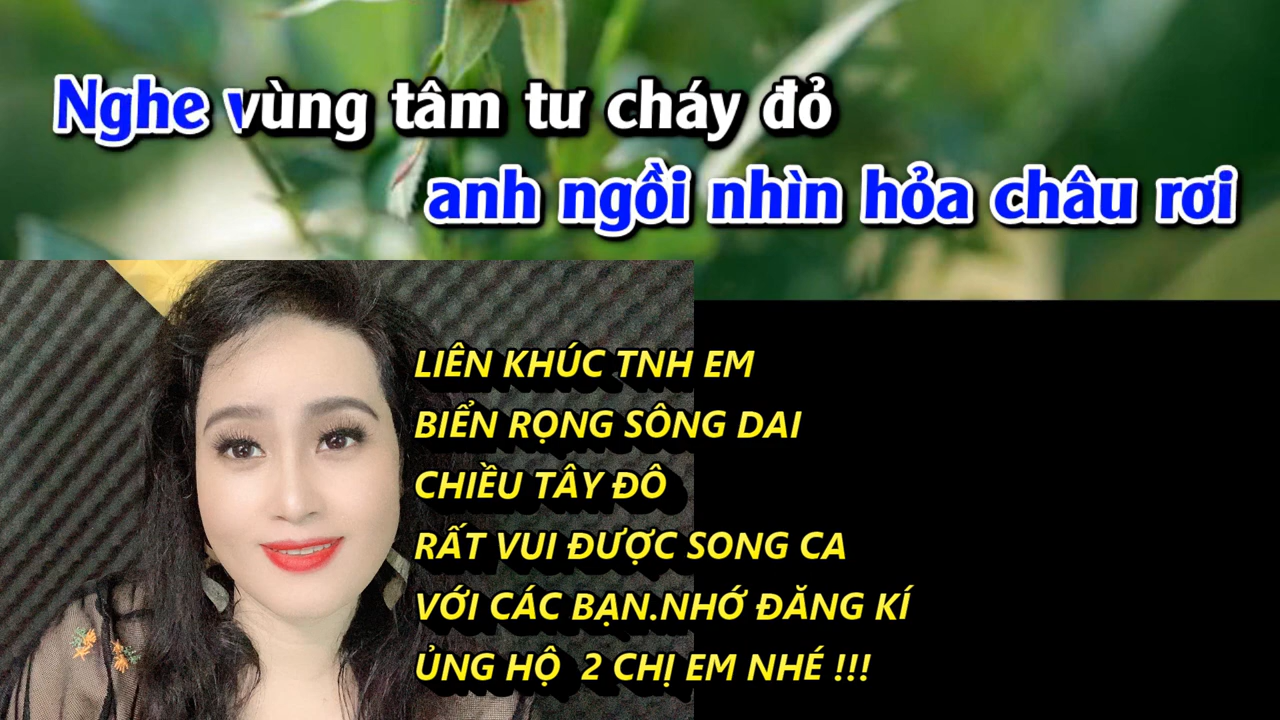 Nghe vùng tâm tư cháy đỏ
anh ngồi nhìn hỏa châu rơi
LIÊN KHÚC TNH EM
BIỂN RỌNG SÔNG DAI
CHIỀU TÂY ĐÔ
RẤT VUI ĐƯỢC SONG CA
VỚI CÁC BẠN.NHỚ ĐĂNG KÍ
ỦNG HỘ 2 CHỊ EM NHÉ !!!